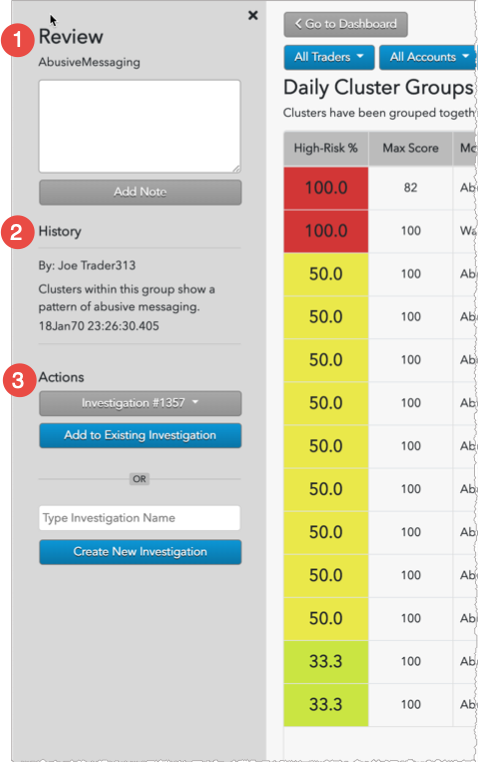 1
Review
AbusiveMessaging
Add Note
2
History
By: Joe Trader313
Clusters within this group show a
pattern of abusive messaging.
18Jan70 23:26:30.405
3
Actions
Investigation #1357
Add to Existing Investigation
OR
Type Investigation Name
Create New Investigation
Go to Dashboard
All Traders All Accounts
Daily Cluster Groups
Clusters have been grouped togeth
High-Risk % Max Score Mo
100.0 82 Ab
100.0 100 Wa
50.0 100 Ab
50.0 100 Ab
50.0 100 Ab
50.0 100 Ab
50.0 100 Ab
50.0 100 Ab
50.0 100 Ab
50.0 100 Ab
50.0 100 Ab
33.3 100 Ab
33.3 100 Ab